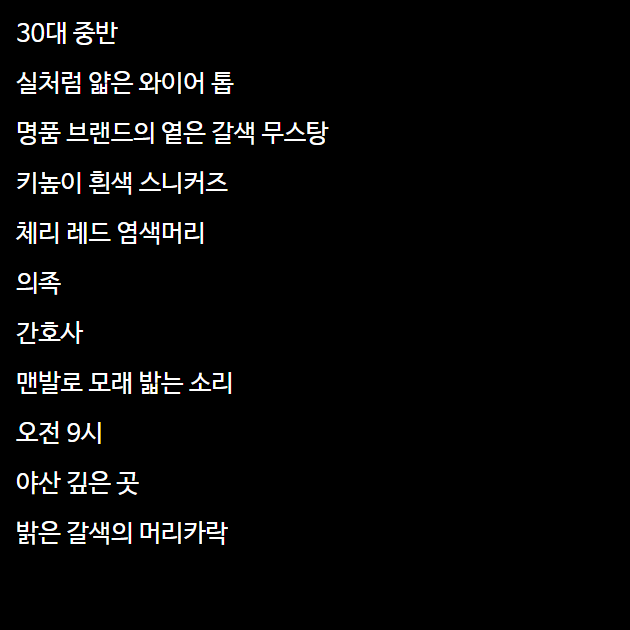 30대 중반
실처럼 얇은 와이어 톱
명품 브랜드의 옅은 갈색 무스탕
키높이 흰색 스니커즈
체리 레드 염색머리
의족
간호사
맨발로 모래 밟는 소리
오전 9시
야산 깊은 곳
밝은 갈색의 머리카락